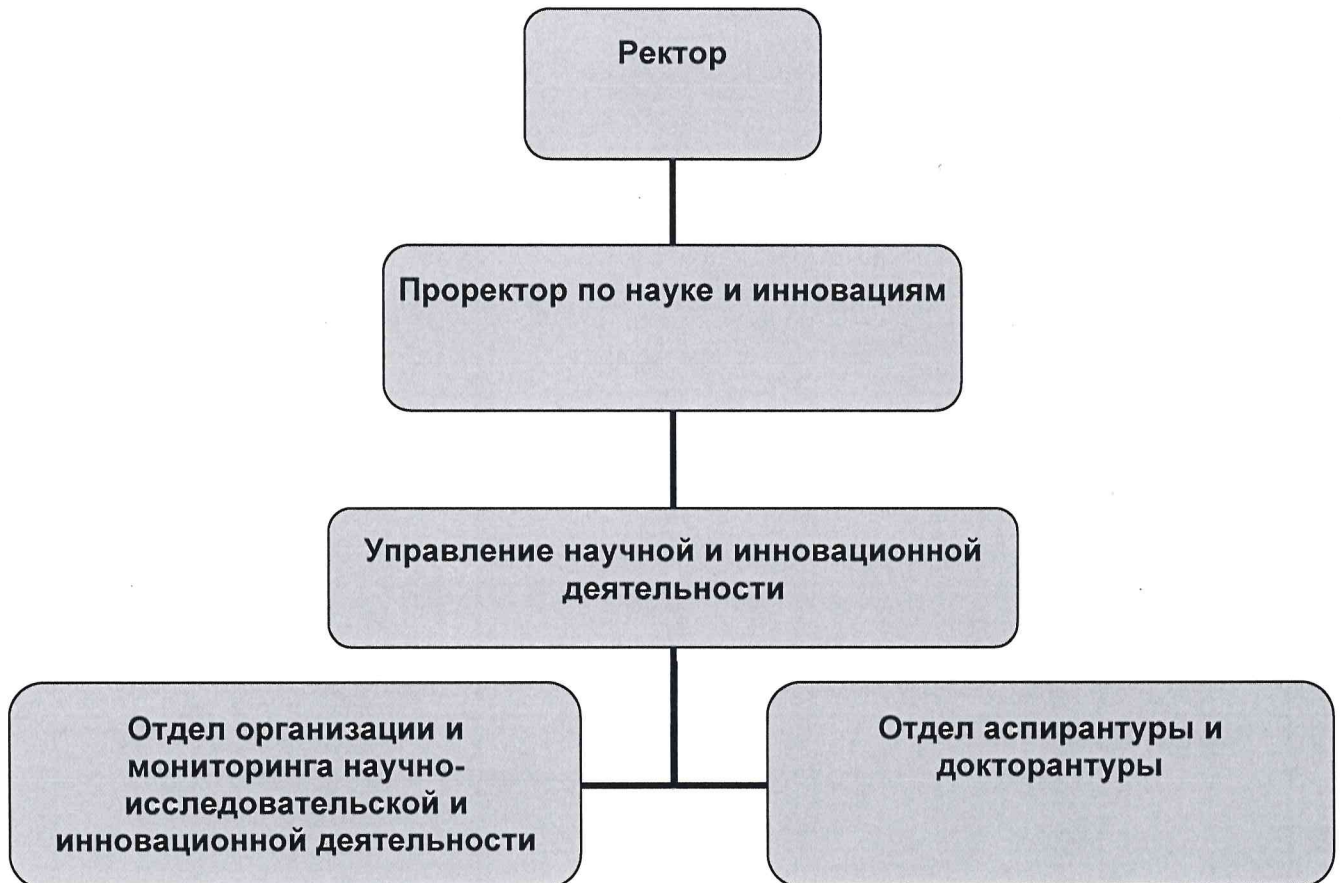 Ректор
Проректор по науке и инновациям
Управление научной и инновационной
деятельности
Отдел организации и
мониторинга научно-
исследовательской и
инновационной деятельности
Отдел аспирантуры и
докторантуры